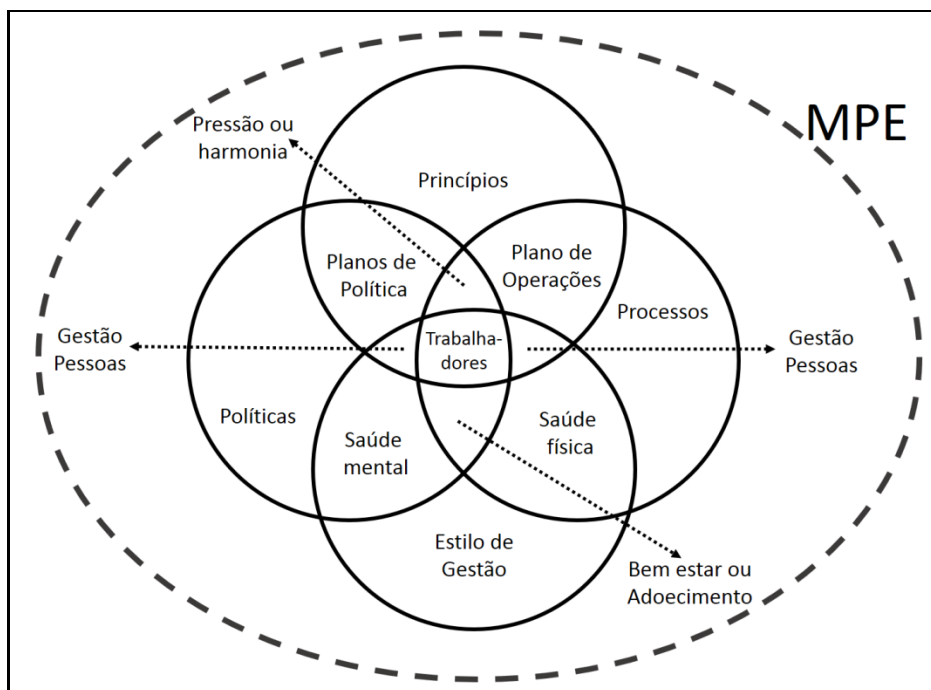 MPE
Pressão ou
harmonia
Princípios
Planos de
Política
Plano de
Operações
Processos
Gestão
Pessoas
Trabalha-
dores
Gestão
Pessoas
Políticas
Saúde
mental
Saúde
física
Estilo de
Gestão
Bem estar ou
Adoecimento